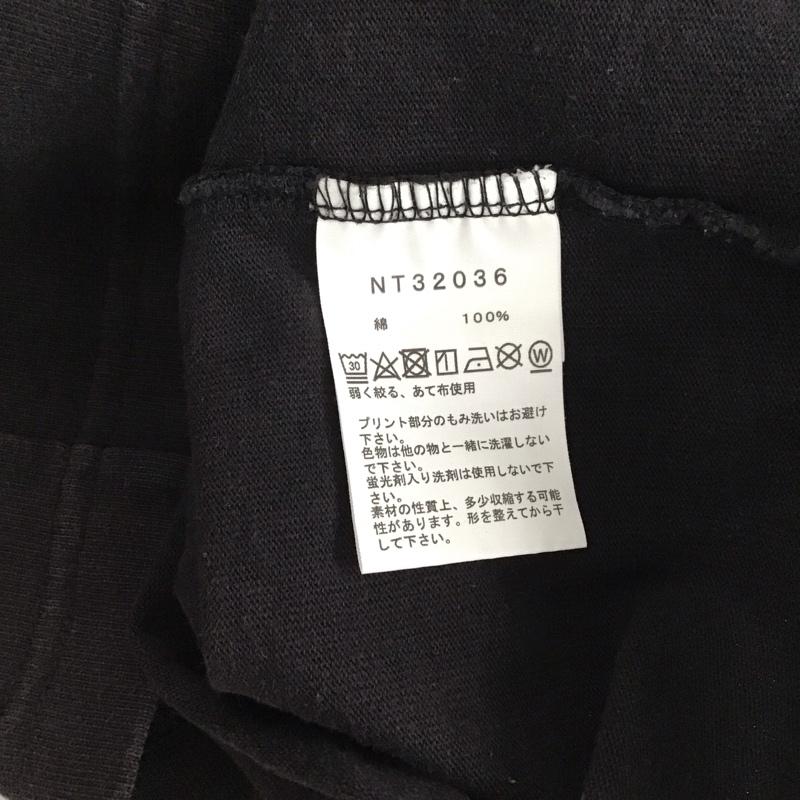 NT32036
綿 100%
30 W
弱く絞る、あて布使用
プリント部分のもみ洗いはお避け
下さい。
色物は他の物と一緒に洗濯しない
で下さい。
蛍光剤入り洗剤は使用しないで下
さい。
素材の性質上、多少収縮する可能
性があります。形を整えてから干
して下さい。